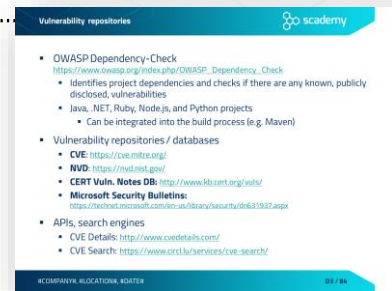 Vulnerability repositories
scademy
OWASP Dependency-Check
https://www.owasp.org/index.php/OWASP_Dependency_Check
Identifies project dependencies and checks if there are any known, publicly
disclosed, vulnerabilities
Java, .NET, Ruby, Node.js, and Python projects
Can be integrated into the build process (e.g. Maven)
Vulnerability repositories / databases
CVE: https://cve.mitre.org/
NVD: https://nvd.nist.gov/
CERT Vuln. Notes DB: http://www.kb.cert.org/vuls/
Microsoft Security Bulletins:
https://technet.microsoft.com/en-us/library/security/dn631937.aspx
APIs, search engines
CVE Details: http://www.cvedetails.com/
CVE Search: https://www.circl.lu/services/cve-search/
#COMPANY#, #LOCATION#, #DATE#
D3 / 84